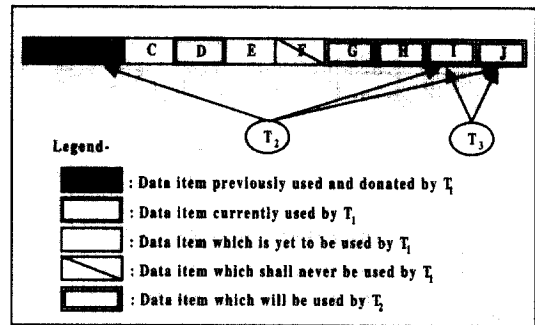 C D E F G H I J
T2 T3
Legend-
: Data item previously used and donated by T1
: Data item currently used by T1
: Data item which is yet to be used by T1
: Data item which shall never be used by T1
: Data item which will be used by T2